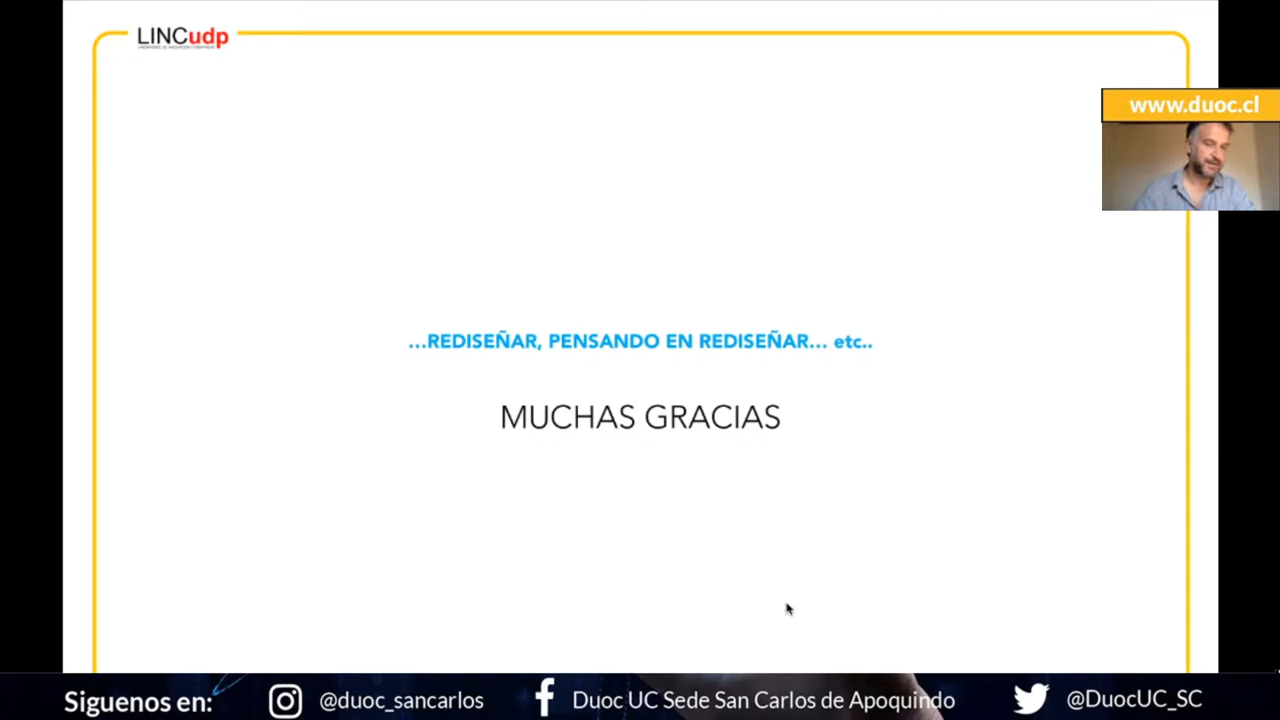 LINCudp
www.duoc.cl
...REDISEÑAR, PENSANDO EN REDISEÑAR... etc..
MUCHAS GRACIAS
Siguenos en:
@duoc_sancarlos
Duoc UC Sede San Carlos de Apoquindo
@DuocUC_SC